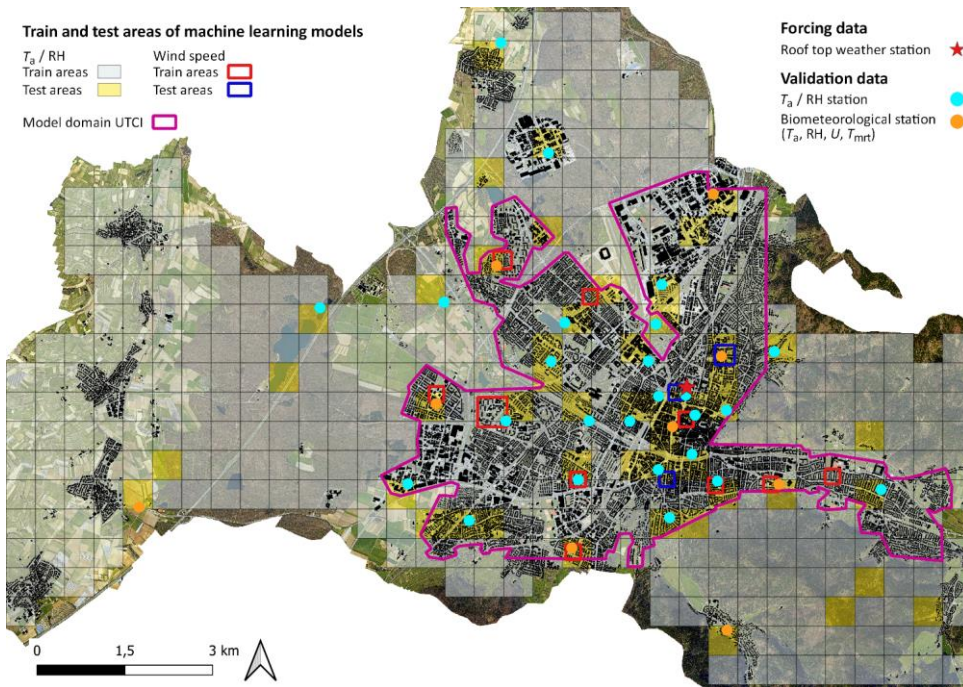 Train and test areas of machine learning models
Tₐ / RH Wind speed
Train areas Train areas
Test areas Test areas
Model domain UTCI
Forcing data
Roof top weather station
Validation data
Tₐ / RH station
Biometeorological station
(Tₐ, RH, U, Tₘᵣₜ)
0 1,5 3 km